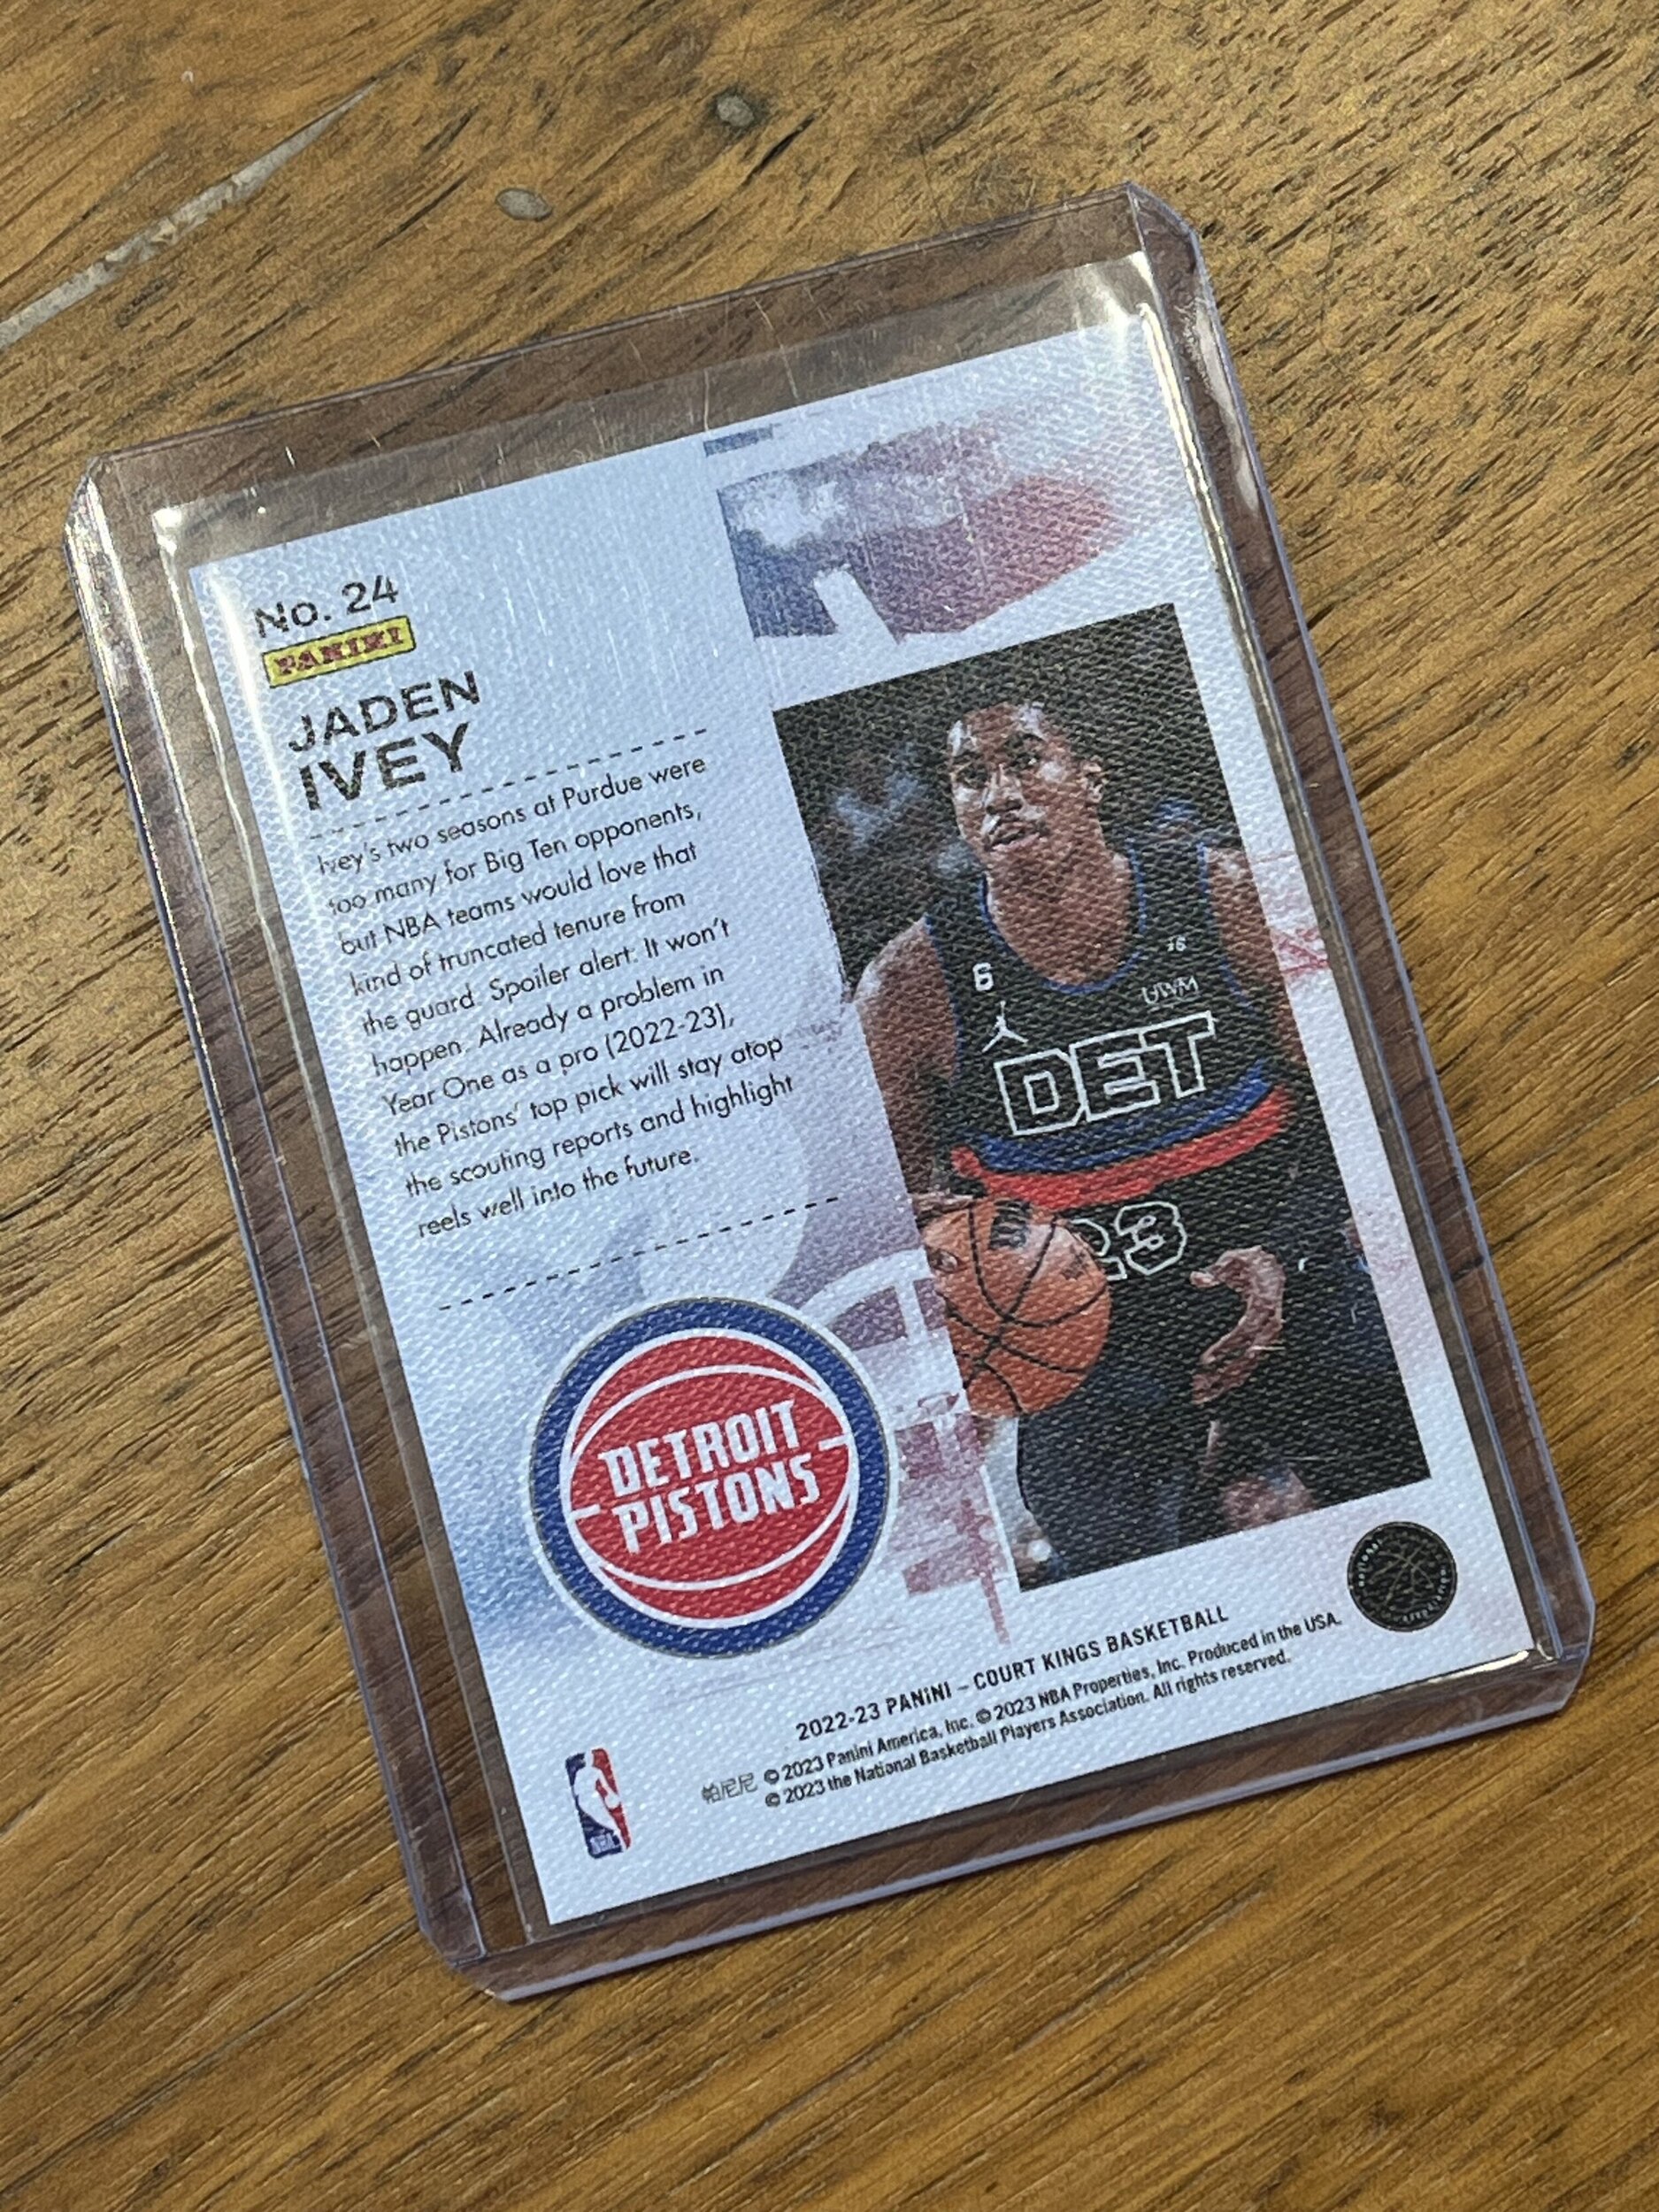 No. 24
PANINI
JADEN
IVEY
Ivey's two seasons at Purdue were
too many for Big Ten opponents,
but NBA teams would love that
kind of truncated tenure from
the guard. Spoiler alert: It won't
happen. Already a problem in
Year One as a pro (2022-23),
the Pistons' top pick will stay atop
the scouting reports and highlight
reels well into the future.
6
UWM
DET
23
DETROIT
PISTONS
2022-23 PANINI – COURT KINGS BASKETBALL
帕尼尼 © 2023 Panini America, Inc. © 2023 NBA Properties, Inc. Produced in the USA.
© 2023 the National Basketball Players Association. All rights reserved.
NBA